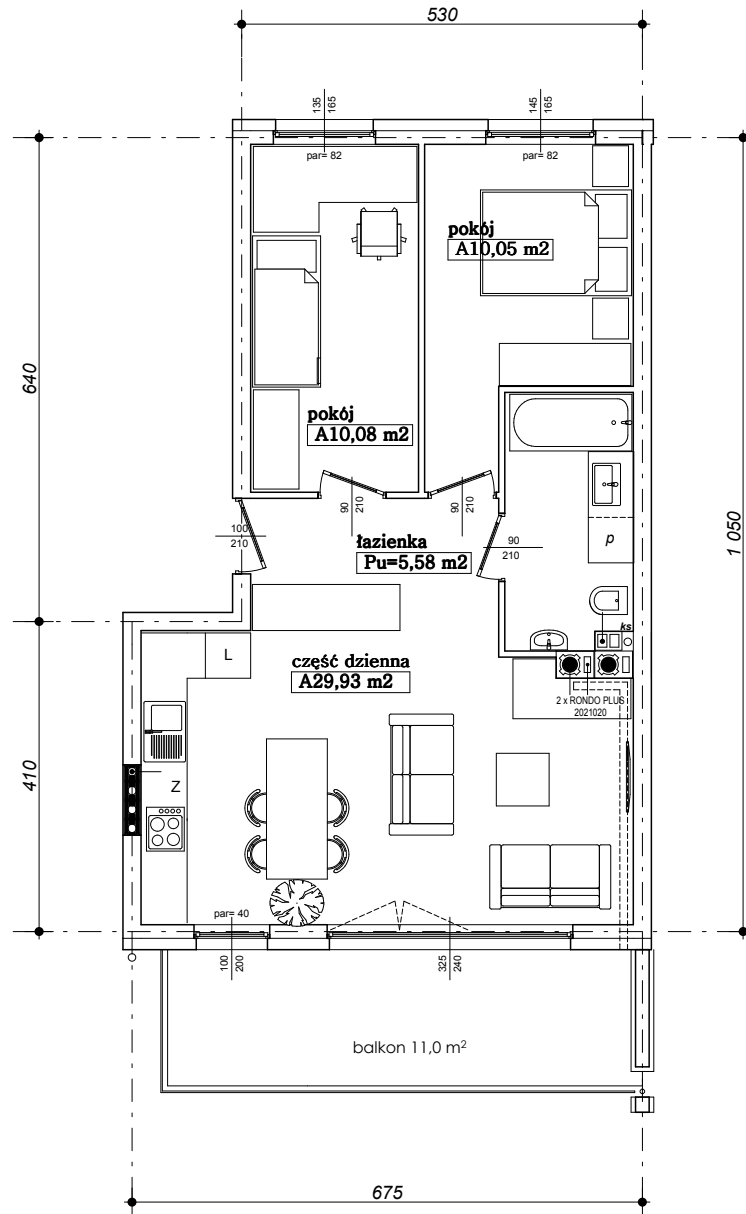 530
135
165
145
165
par= 82
par= 82
pokój
A10,05 m2
640
pokój
A10,08 m2
90
210
90
210
100
210
łazienka
Pu=5,58 m2
90
210
p
1 050
ks
L
część dzienna
A29,93 m2
2 x RONDO PLUS
2021020
410
Z
par= 40
100
200
325
240
balkon 11,0 m²
675